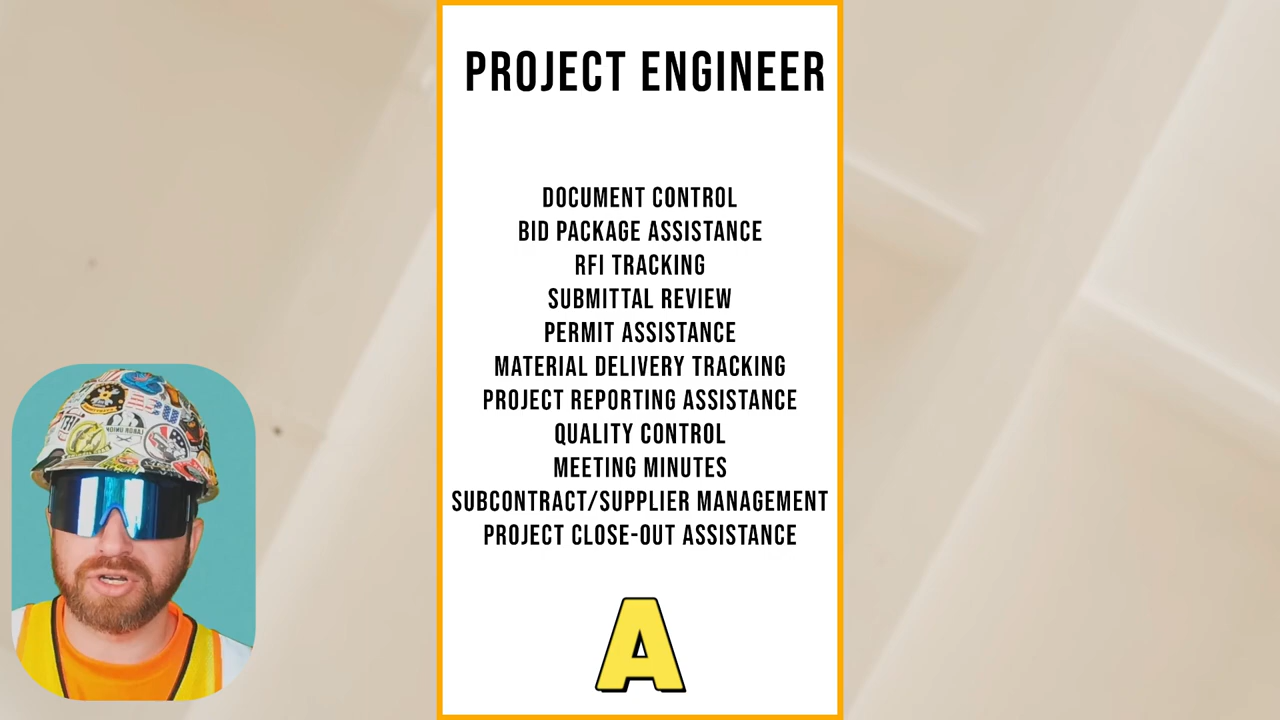 PROJECT ENGINEER
DOCUMENT CONTROL
BID PACKAGE ASSISTANCE
RFI TRACKING
SUBMITTAL REVIEW
PERMIT ASSISTANCE
MATERIAL DELIVERY TRACKING
PROJECT REPORTING ASSISTANCE
QUALITY CONTROL
MEETING MINUTES
SUBCONTRACT/SUPPLIER MANAGEMENT
PROJECT CLOSE-OUT ASSISTANCE
A